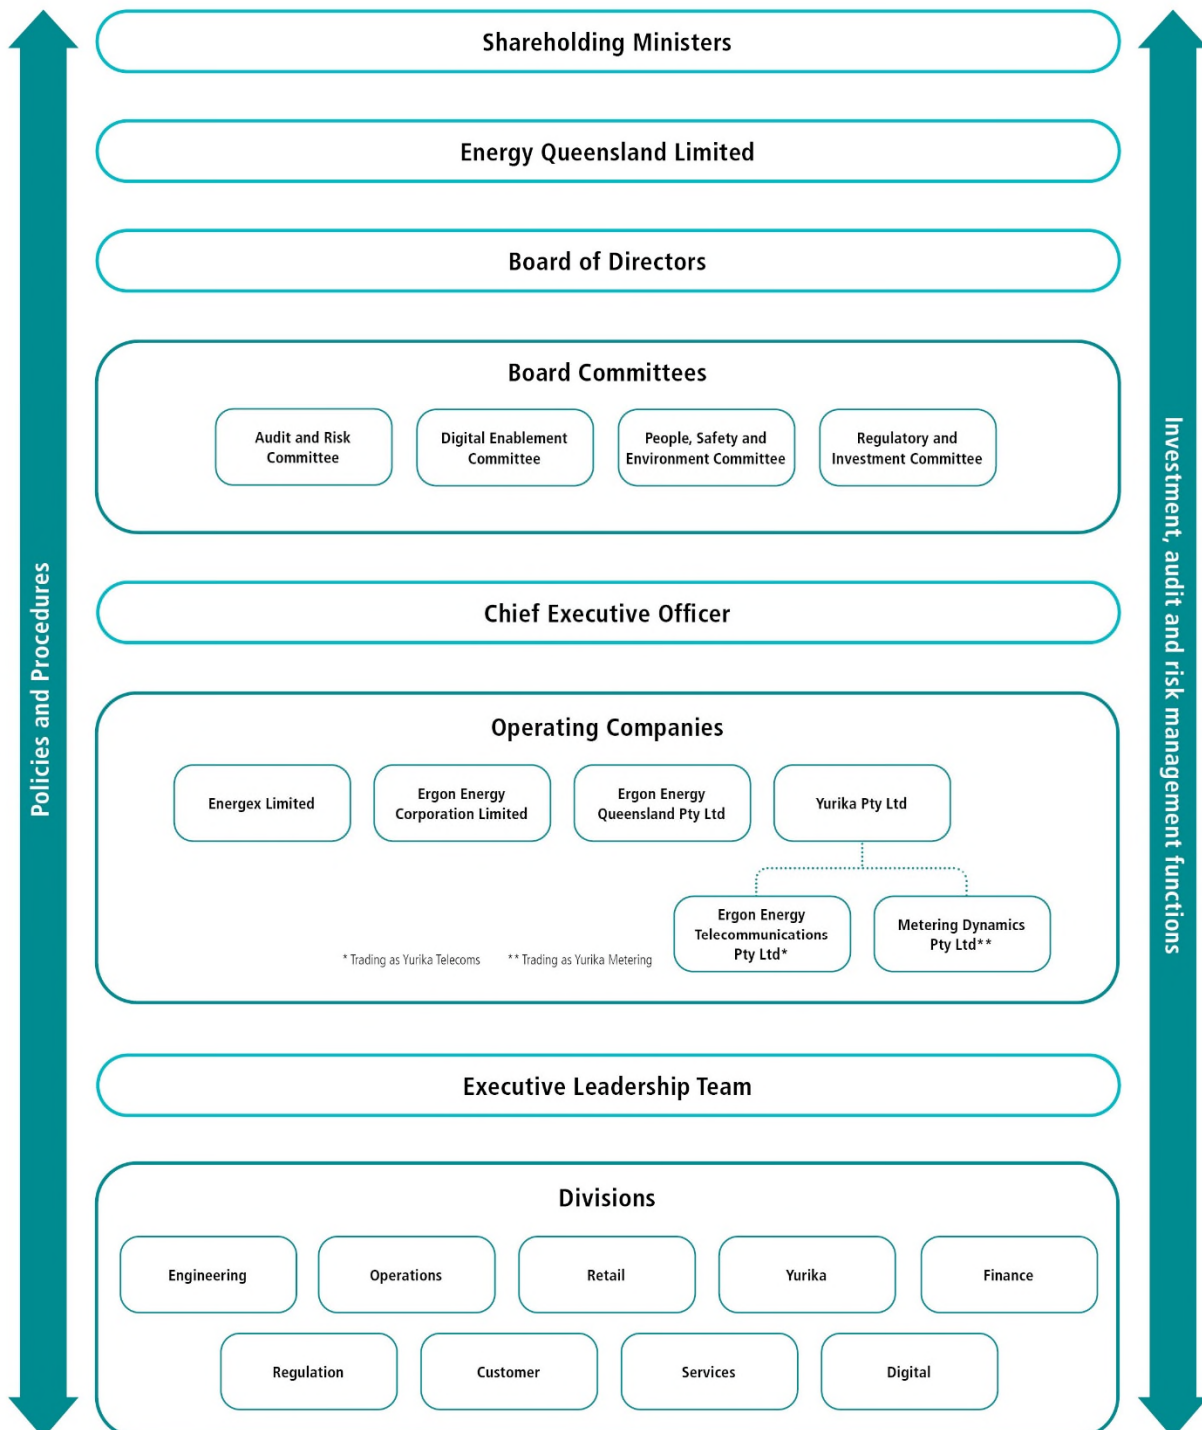 Shareholding Ministers
Energy Queensland Limited
Board of Directors
Board Committees
Audit and Risk
Committee
Digital Enablement
Committee
People, Safety and
Environment Committee
Regulatory and
Investment Committee
Chief Executive Officer
Operating Companies
Energex Limited
Ergon Energy
Corporation Limited
Ergon Energy
Queensland Pty Ltd
Yurika Pty Ltd
Ergon Energy
Telecommunications
Pty Ltd*
Metering Dynamics
Pty Ltd**
* Trading as Yurika Telecoms
** Trading as Yurika Metering
Executive Leadership Team
Divisions
Engineering
Operations
Retail
Yurika
Finance
Regulation
Customer
Services
Digital
Policies and Procedures
Investment, audit and risk management functions